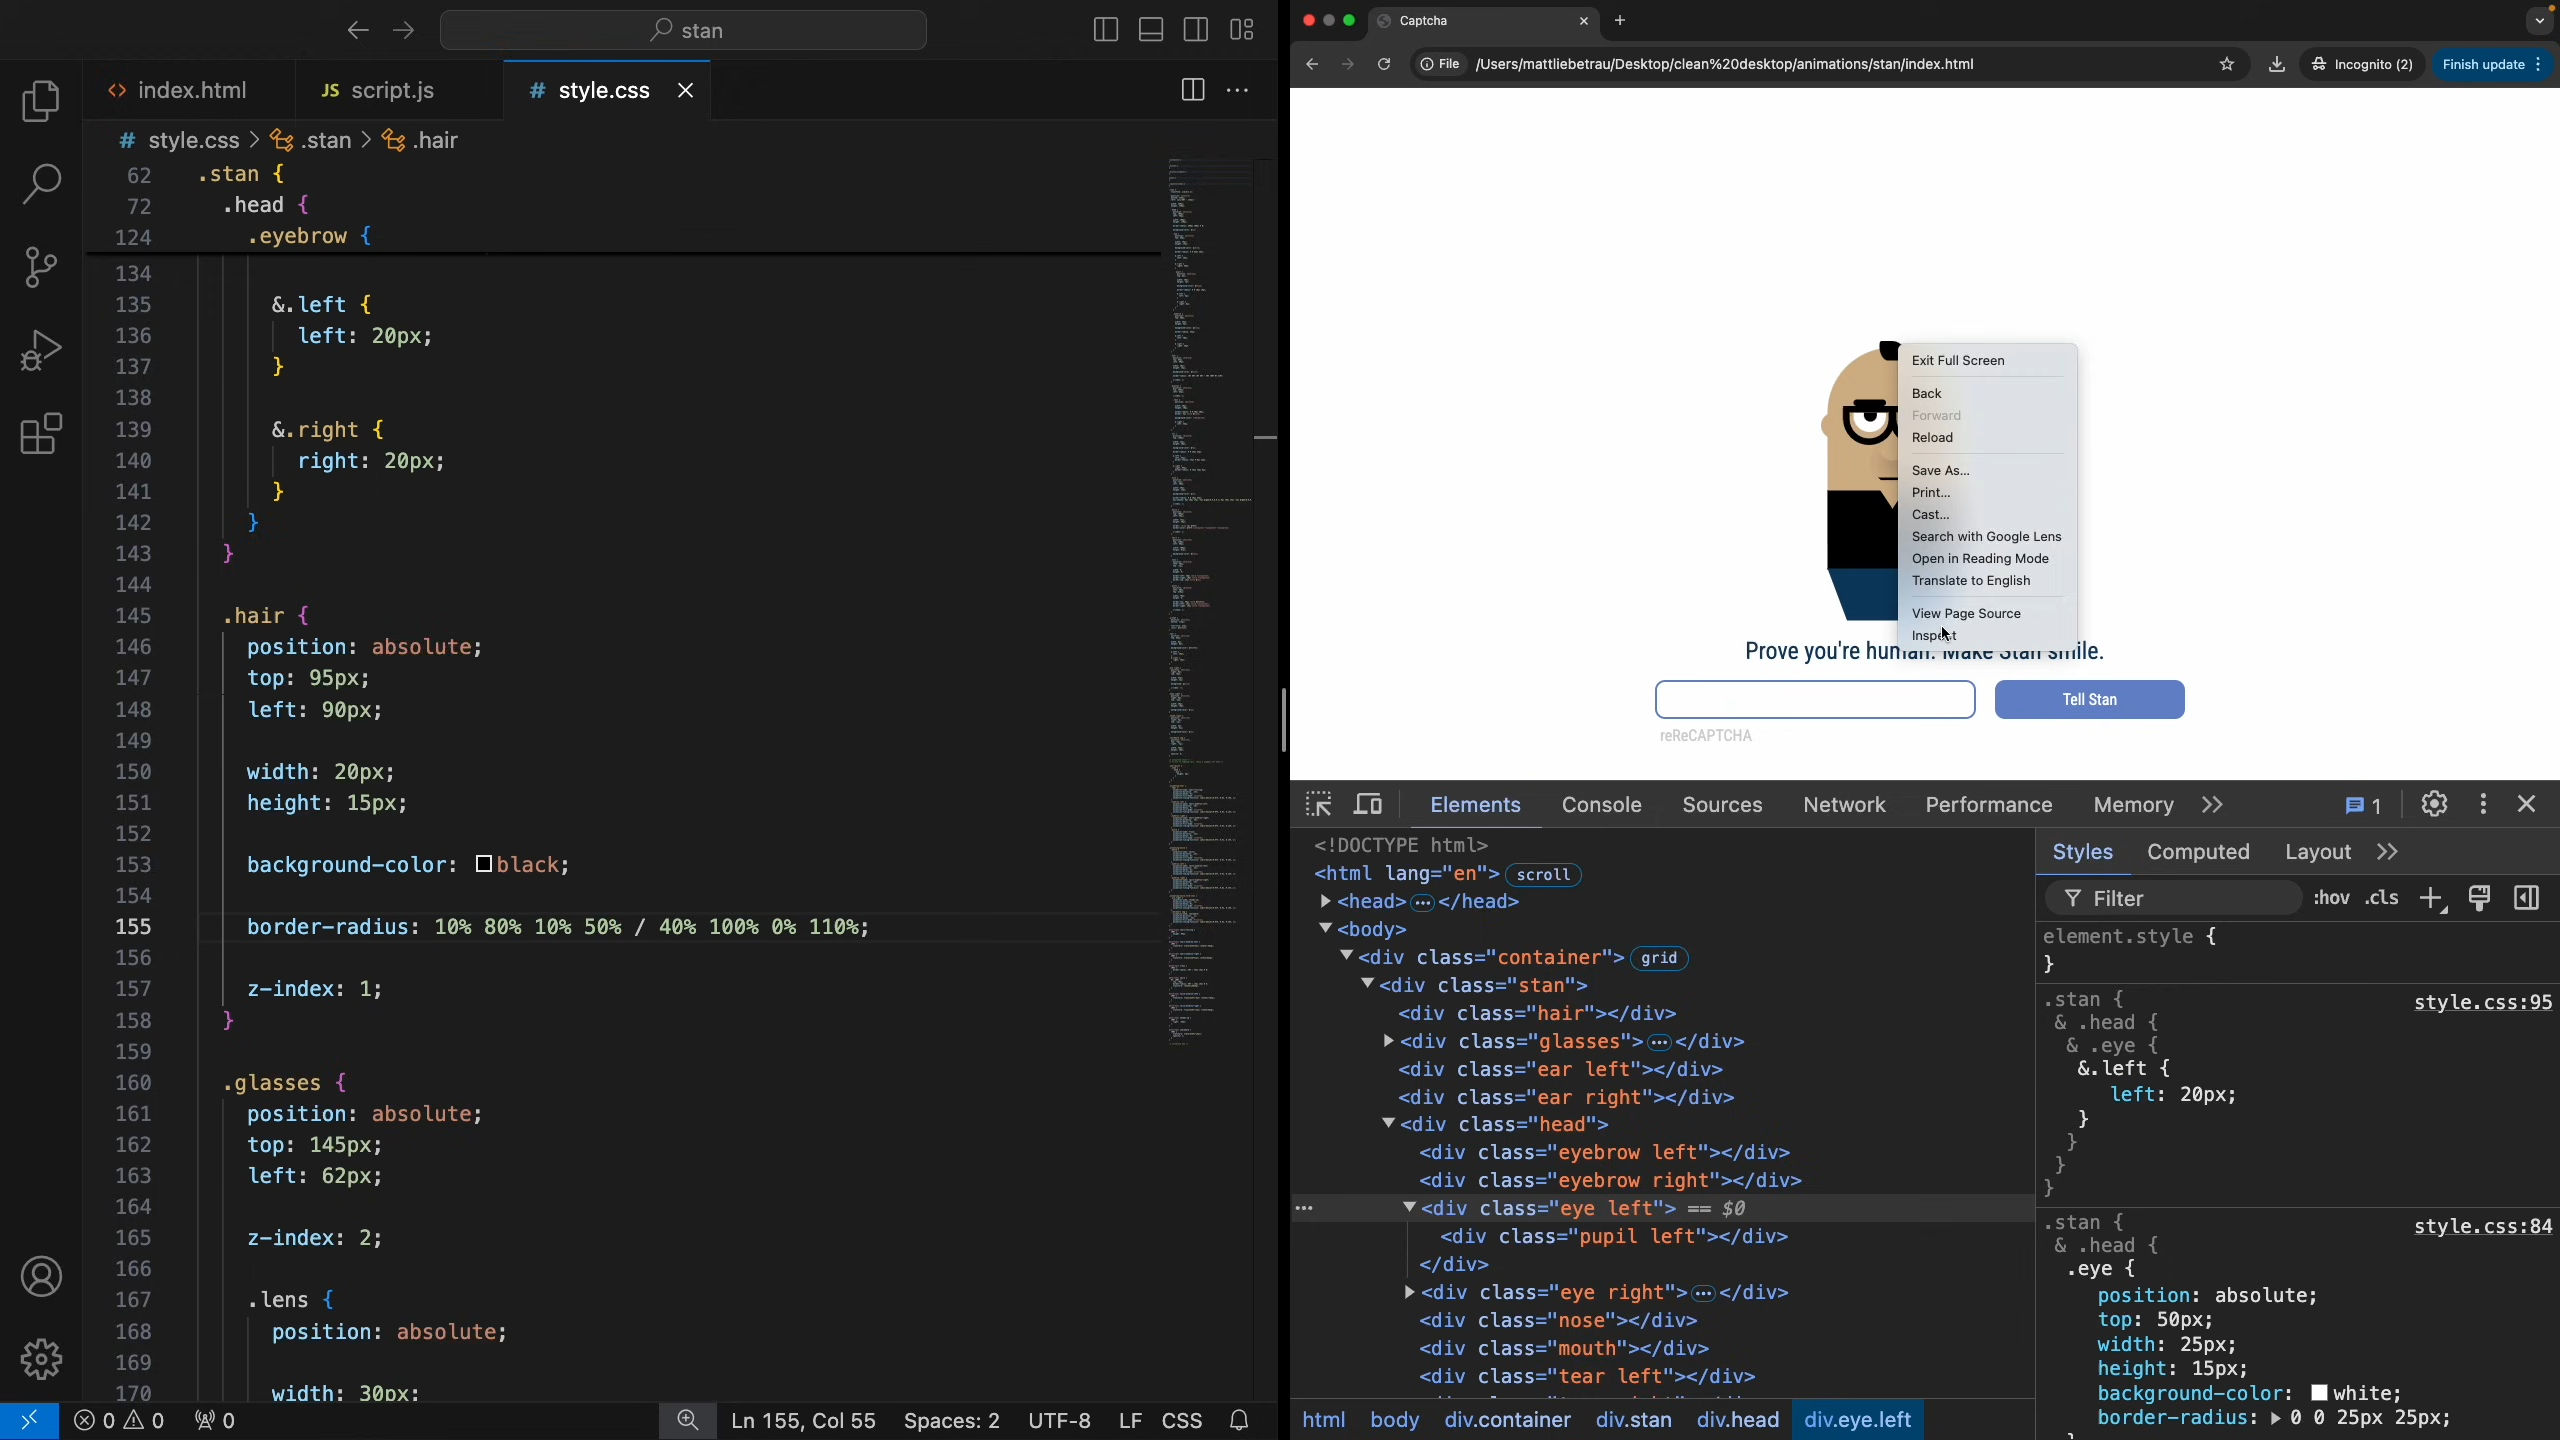 stan
index.html
JS script.js
# style.css
# style.css > .stan > .hair
62 .stan {
72 .head {
124 .eyebrow {
134
135 &.left {
136 left: 20px;
137 }
138
139 &.right {
140 right: 20px;
141 }
142 }
143 }
144
145 .hair {
146 position: absolute;
147 top: 95px;
148 left: 90px;
149
150 width: 20px;
151 height: 15px;
152
153 background-color: black;
154
155 border-radius: 10% 80% 10% 50% / 40% 100% 0% 110%;
156
157 z-index: 1;
158 }
159
160 .glasses {
161 position: absolute;
162 top: 145px;
163 left: 62px;
164
165 z-index: 2;
166
167 .lens {
168 position: absolute;
169
170 width: 30px;
0 0 0
Ln 155, Col 55 Spaces: 2 UTF-8 LF CSS
Captcha
File /Users/mattliebetrau/Desktop/clean%20desktop/animations/stan/index.html
Incognito (2)
Finish update
Exit Full Screen
Back
Forward
Reload
Save As...
Print...
Cast...
Search with Google Lens
Open in Reading Mode
Translate to English
View Page Source
Inspect
Prove you're human. Make Stan smile.
Tell Stan
reReCAPTCHA
Elements Console Sources Network Performance Memory 1
<!DOCTYPE html>
<html lang="en"> scroll
<head> … </head>
<body>
<div class="container"> grid
<div class="stan">
<div class="hair"></div>
<div class="glasses"> … </div>
<div class="ear left"></div>
<div class="ear right"></div>
<div class="head">
<div class="eyebrow left"></div>
<div class="eyebrow right"></div>
<div class="eye left"> == $0
<div class="pupil left"></div>
</div>
<div class="eye right"> … </div>
<div class="nose"></div>
<div class="mouth"></div>
<div class="tear left"></div>
html body div.container div.stan div.head div.eye.left
Styles Computed Layout
Filter :hov .cls
element.style {
}
.stan { style.css:95
& .head {
& .eye {
&.left {
left: 20px;
}
}
}
}
.stan { style.css:84
& .head {
.eye {
position: absolute;
top: 50px;
width: 25px;
height: 15px;
background-color: white;
border-radius: 0 0 25px 25px;